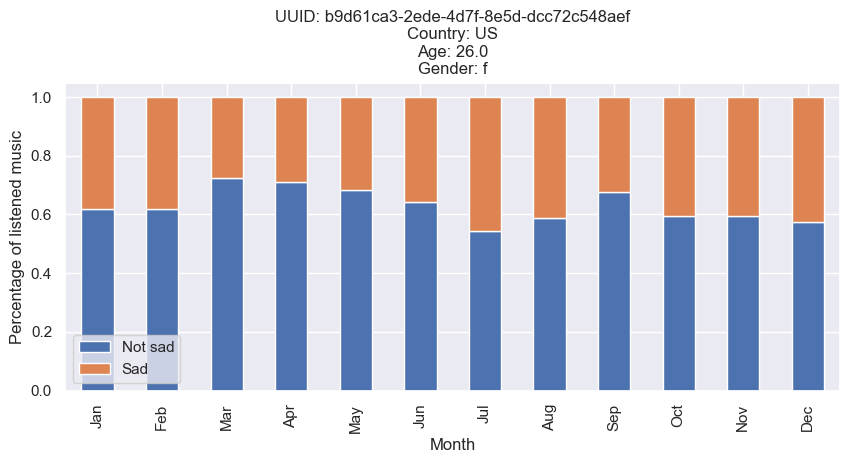 UUID: b9d61ca3-2ede-4d7f-8e5d-dcc72c548aef
Country: US
Age: 26.0
Gender: f
Percentage of listened music
1.0
0.8
0.6
0.4
0.2
0.0
Not sad
Sad
Jan
Feb
Mar
Apr
May
Jun
Jul
Aug
Sep
Oct
Nov
Dec
Month